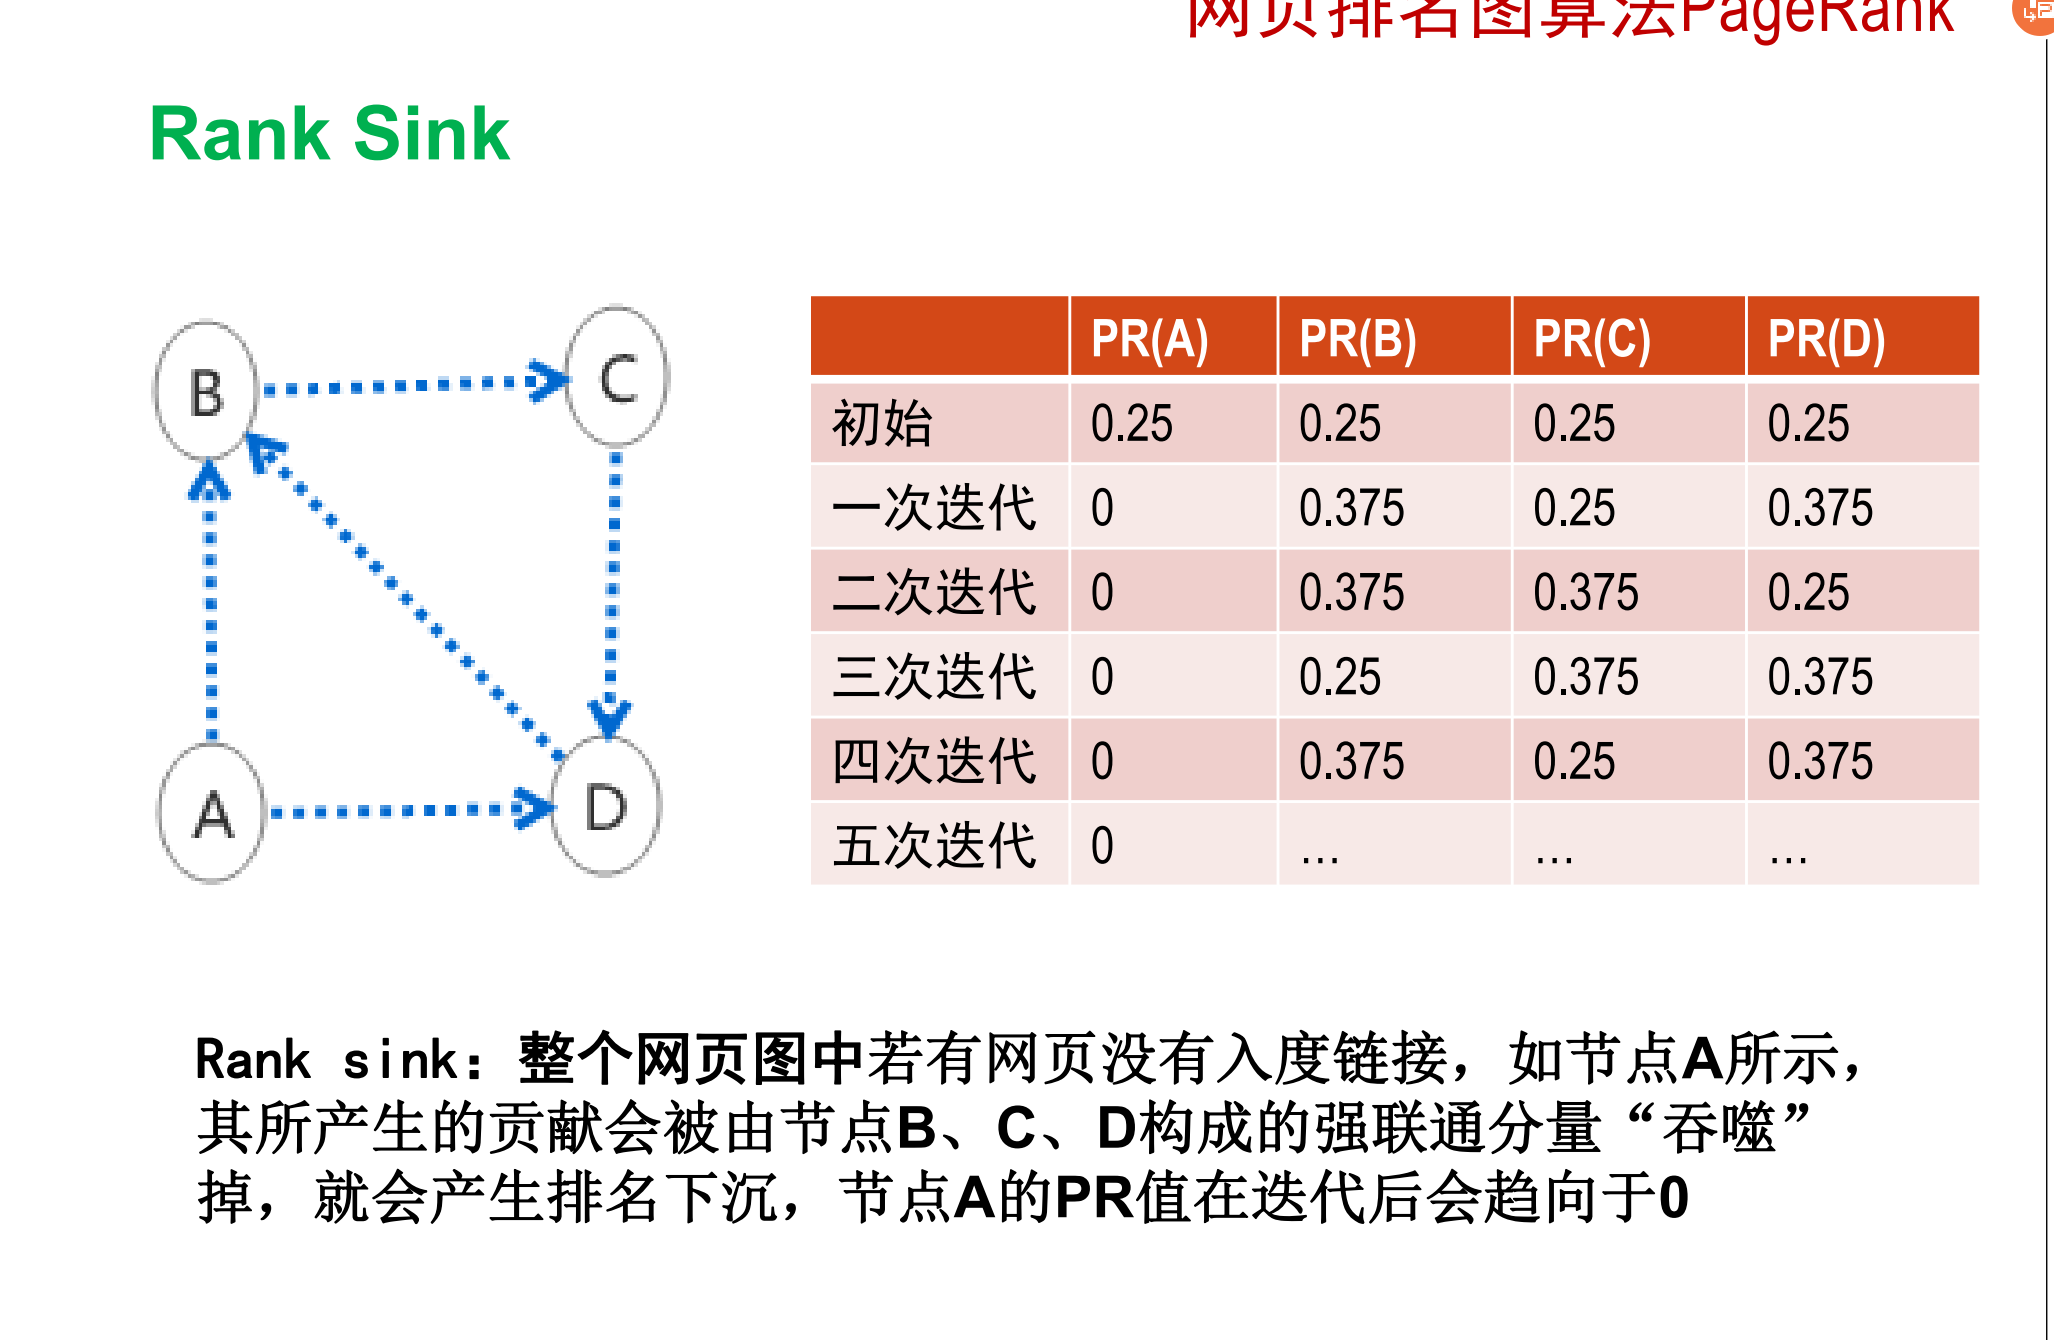 网页排名图算法PageRank
Rank Sink
B
C
A
D
PR(A) PR(B) PR(C) PR(D)
初始 0.25 0.25 0.25 0.25
一次迭代 0 0.375 0.25 0.375
二次迭代 0 0.375 0.375 0.25
三次迭代 0 0.25 0.375 0.375
四次迭代 0 0.375 0.25 0.375
五次迭代 0 … … …
Rank sink：整个网页图中若有网页没有入度链接，如节点A所示，
其所产生的贡献会被由节点B、C、D构成的强联通分量“吞噬”
掉，就会产生排名下沉，节点A的PR值在迭代后会趋向于0